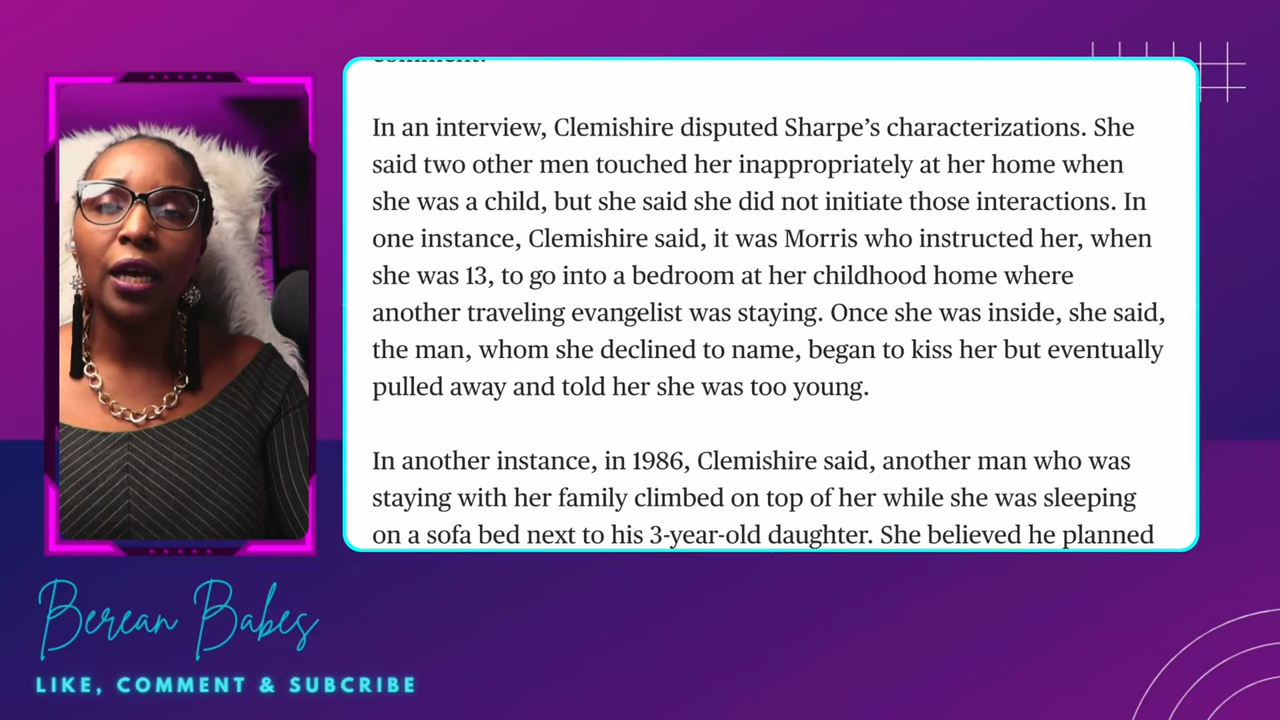 comment.
In an interview, Clemishire disputed Sharpe’s characterizations. She
said two other men touched her inappropriately at her home when
she was a child, but she said she did not initiate those interactions. In
one instance, Clemishire said, it was Morris who instructed her, when
she was 13, to go into a bedroom at her childhood home where
another traveling evangelist was staying. Once she was inside, she said,
the man, whom she declined to name, began to kiss her but eventually
pulled away and told her she was too young.
In another instance, in 1986, Clemishire said, another man who was
staying with her family climbed on top of her while she was sleeping
on a sofa bed next to his 3-year-old daughter. She believed he planned
Berean Babes
LIKE, COMMENT & SUBCRIBE